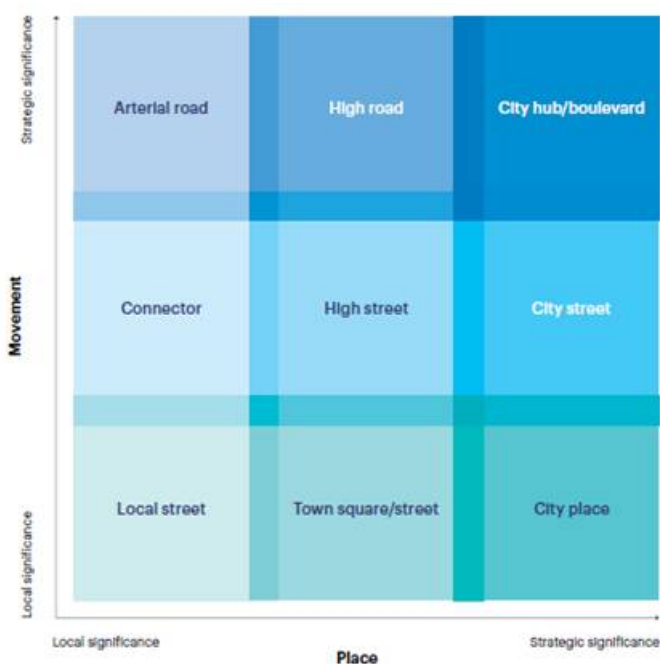 Strategic significance
Arterial road
High road
City hub/boulevard
Movement
Connector
High street
City street
Local significance
Local street
Town square/street
City place
Local significance
Strategic significance
Place